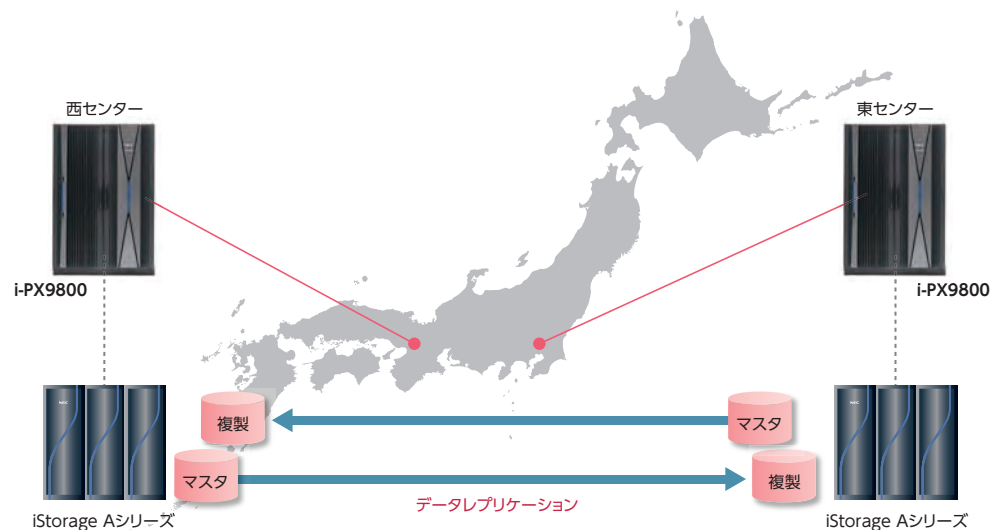 西センター
東センター
i-PX9800
i-PX9800
複製
マスタ
マスタ
複製
データレプリケーション
NEC
NEC
iStorage Aシリーズ
iStorage Aシリーズ